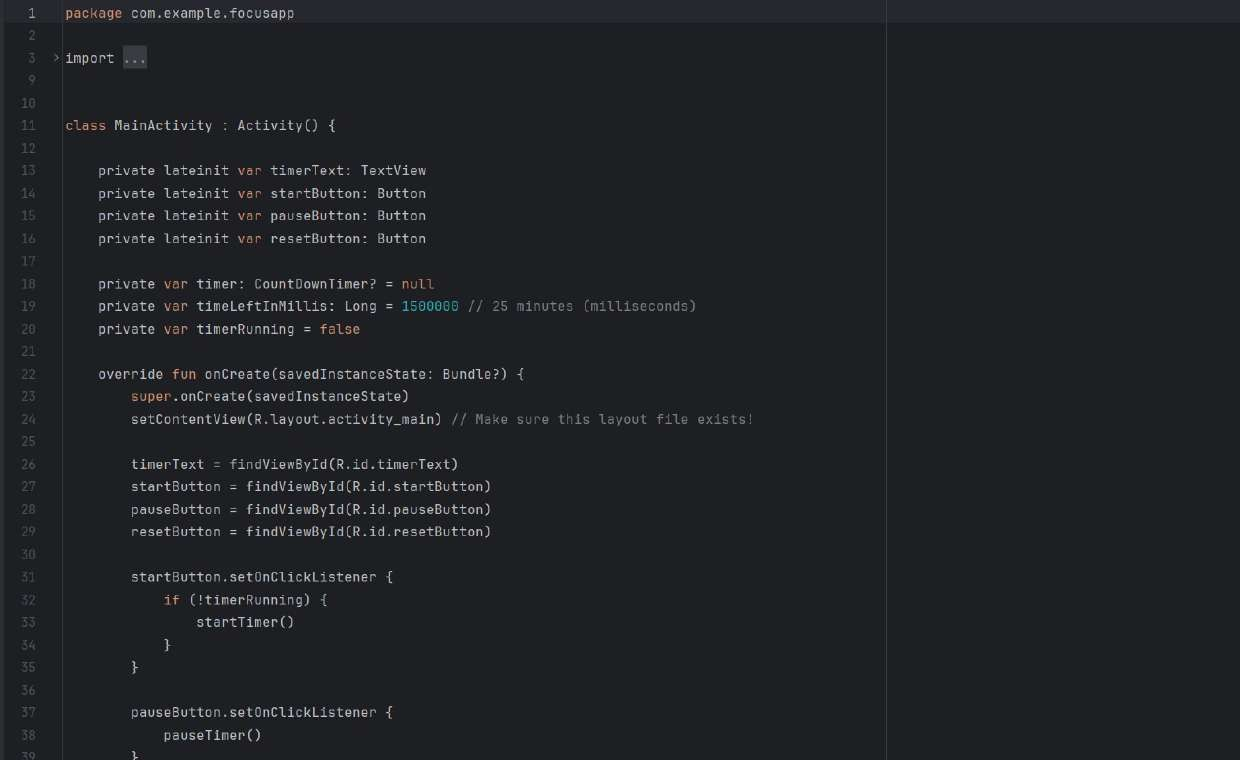 1 package com.example.focusapp
2
3 > import ...
9
10
11 class MainActivity : Activity() {
12
13     private lateinit var timerText: TextView
14     private lateinit var startButton: Button
15     private lateinit var pauseButton: Button
16     private lateinit var resetButton: Button
17
18     private var timer: CountDownTimer? = null
19     private var timeLeftInMillis: Long = 1500000 // 25 minutes (milliseconds)
20     private var timerRunning = false
21
22     override fun onCreate(savedInstanceState: Bundle?) {
23         super.onCreate(savedInstanceState)
24         setContentView(R.layout.activity_main) // Make sure this layout file exists!
25
26         timerText = findViewById(R.id.timerText)
27         startButton = findViewById(R.id.startButton)
28         pauseButton = findViewById(R.id.pauseButton)
29         resetButton = findViewById(R.id.resetButton)
30
31         startButton.setOnClickListener {
32             if (!timerRunning) {
33                 startTimer()
34             }
35         }
36
37         pauseButton.setOnClickListener {
38             pauseTimer()
39         }